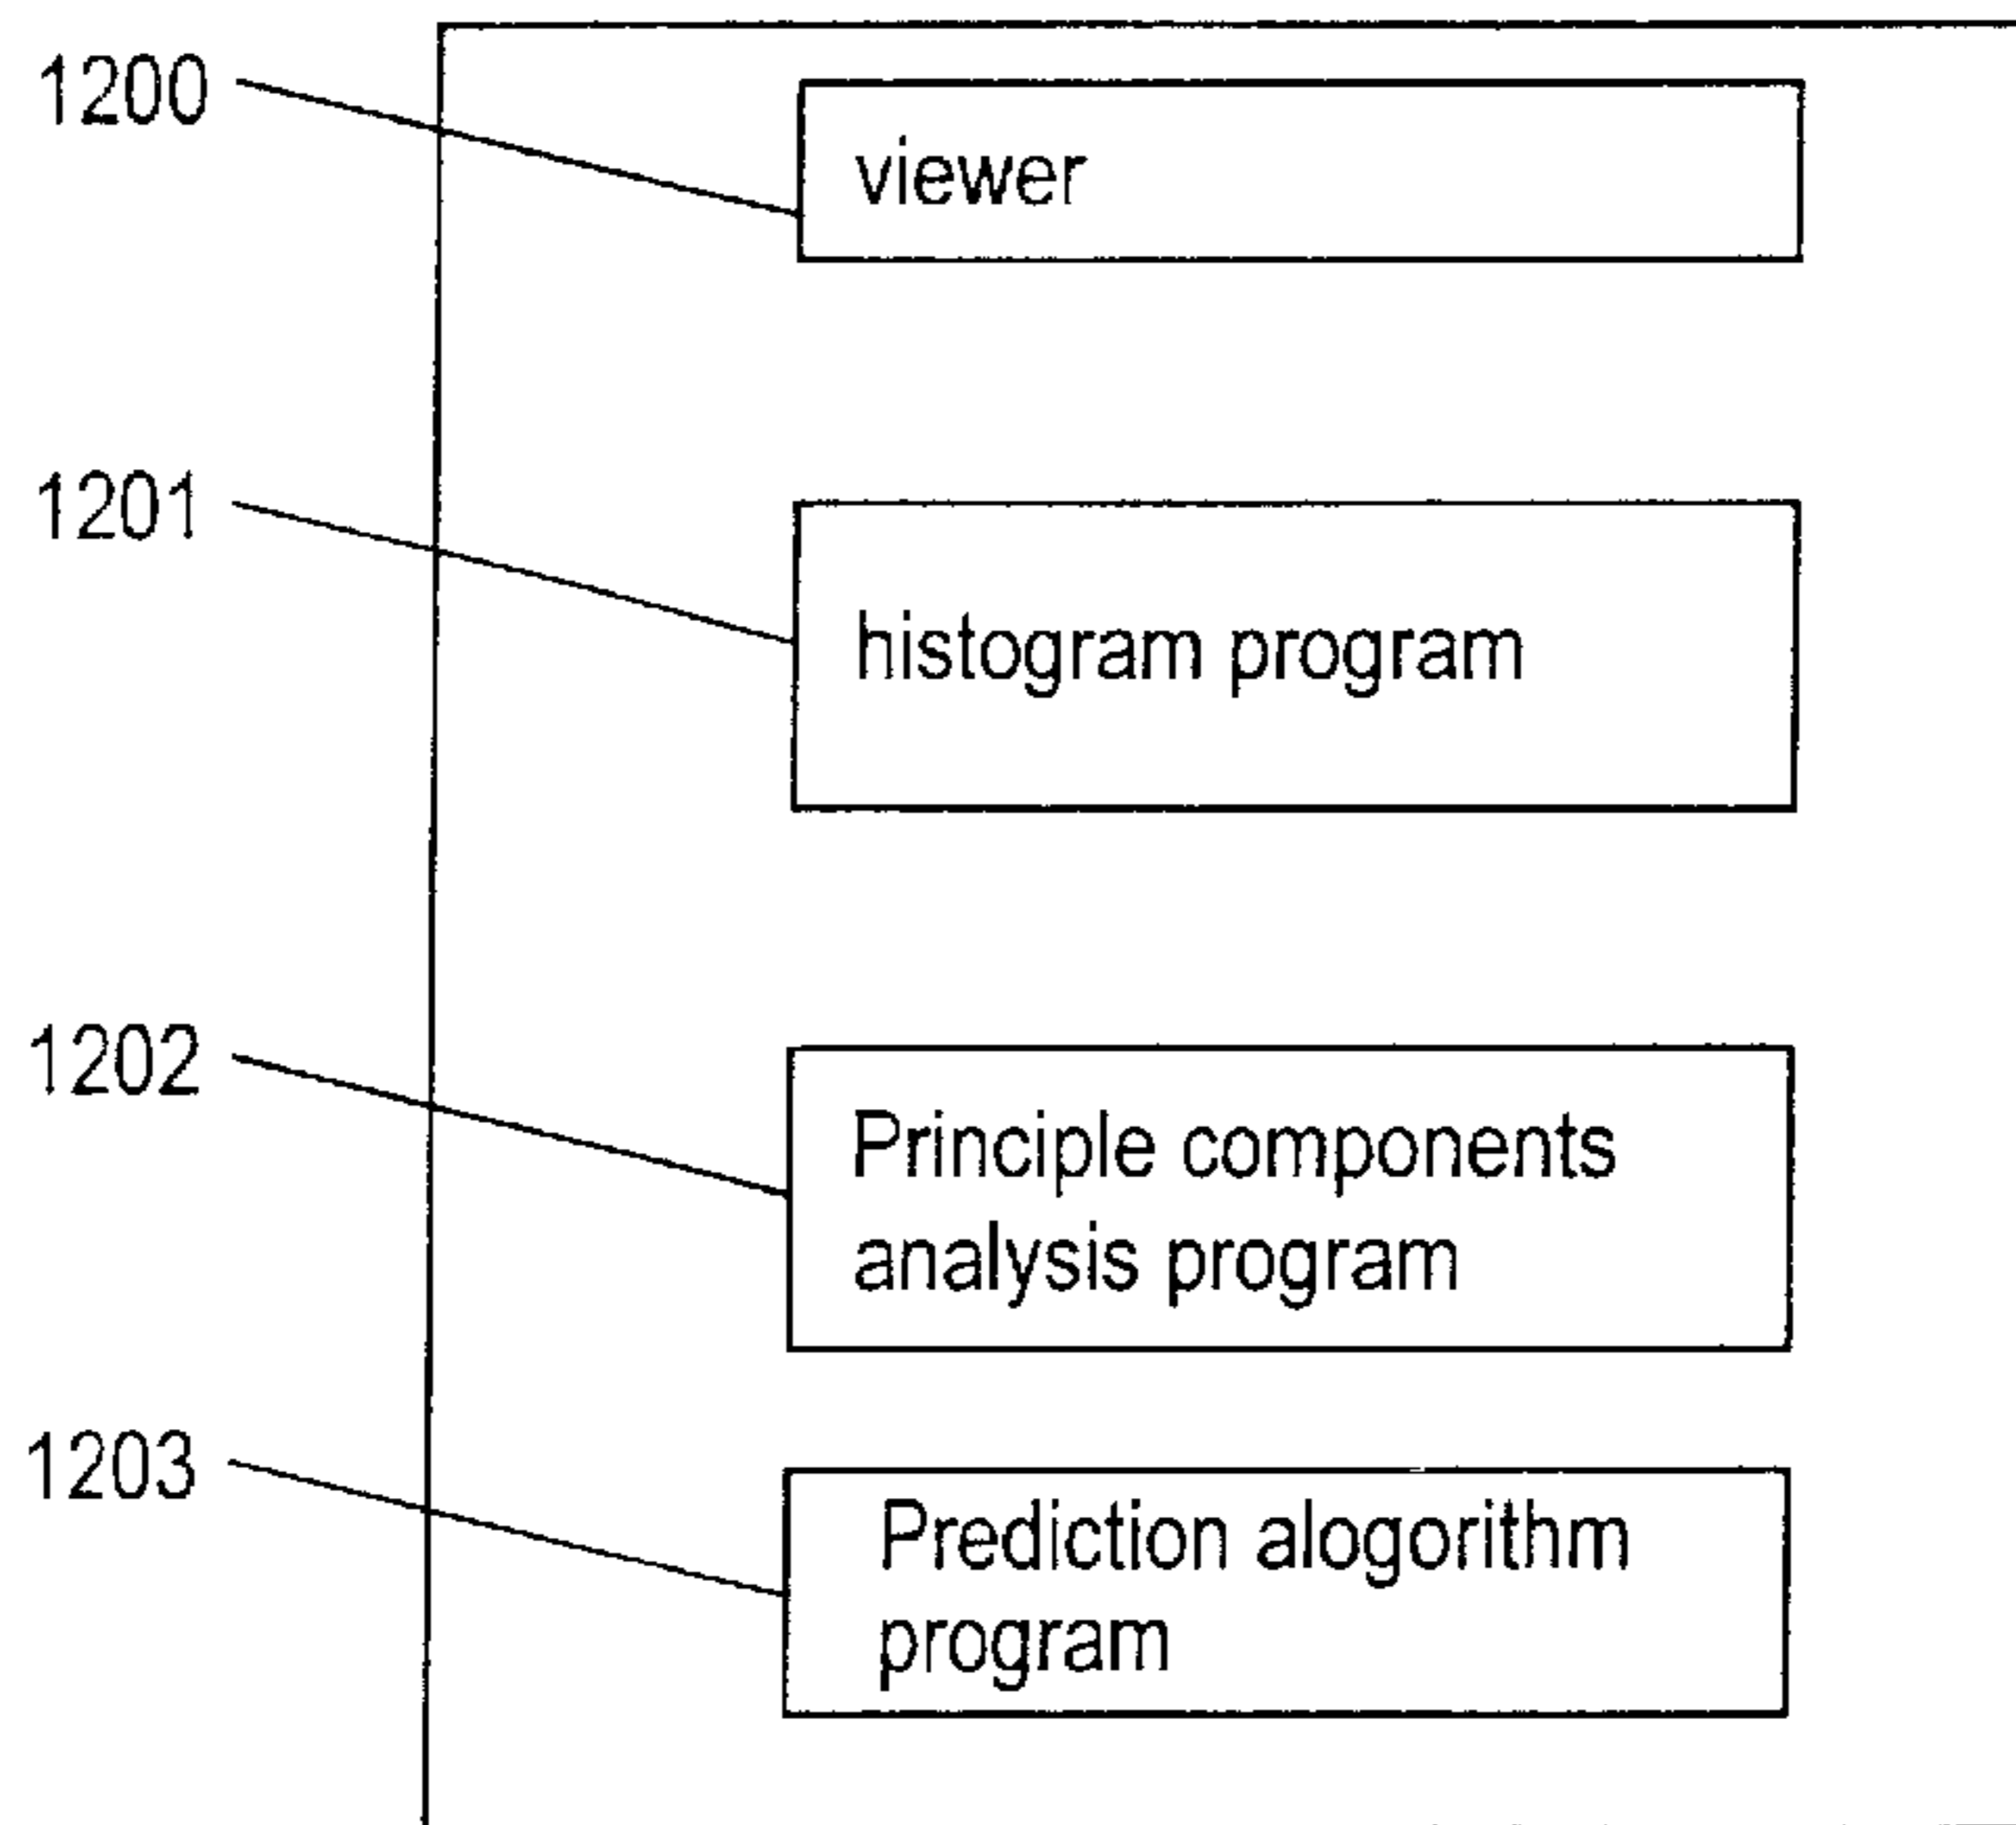 1200
viewer
1201
histogram program
1202
Principle components
analysis program
1203
Prediction alogorithm
program